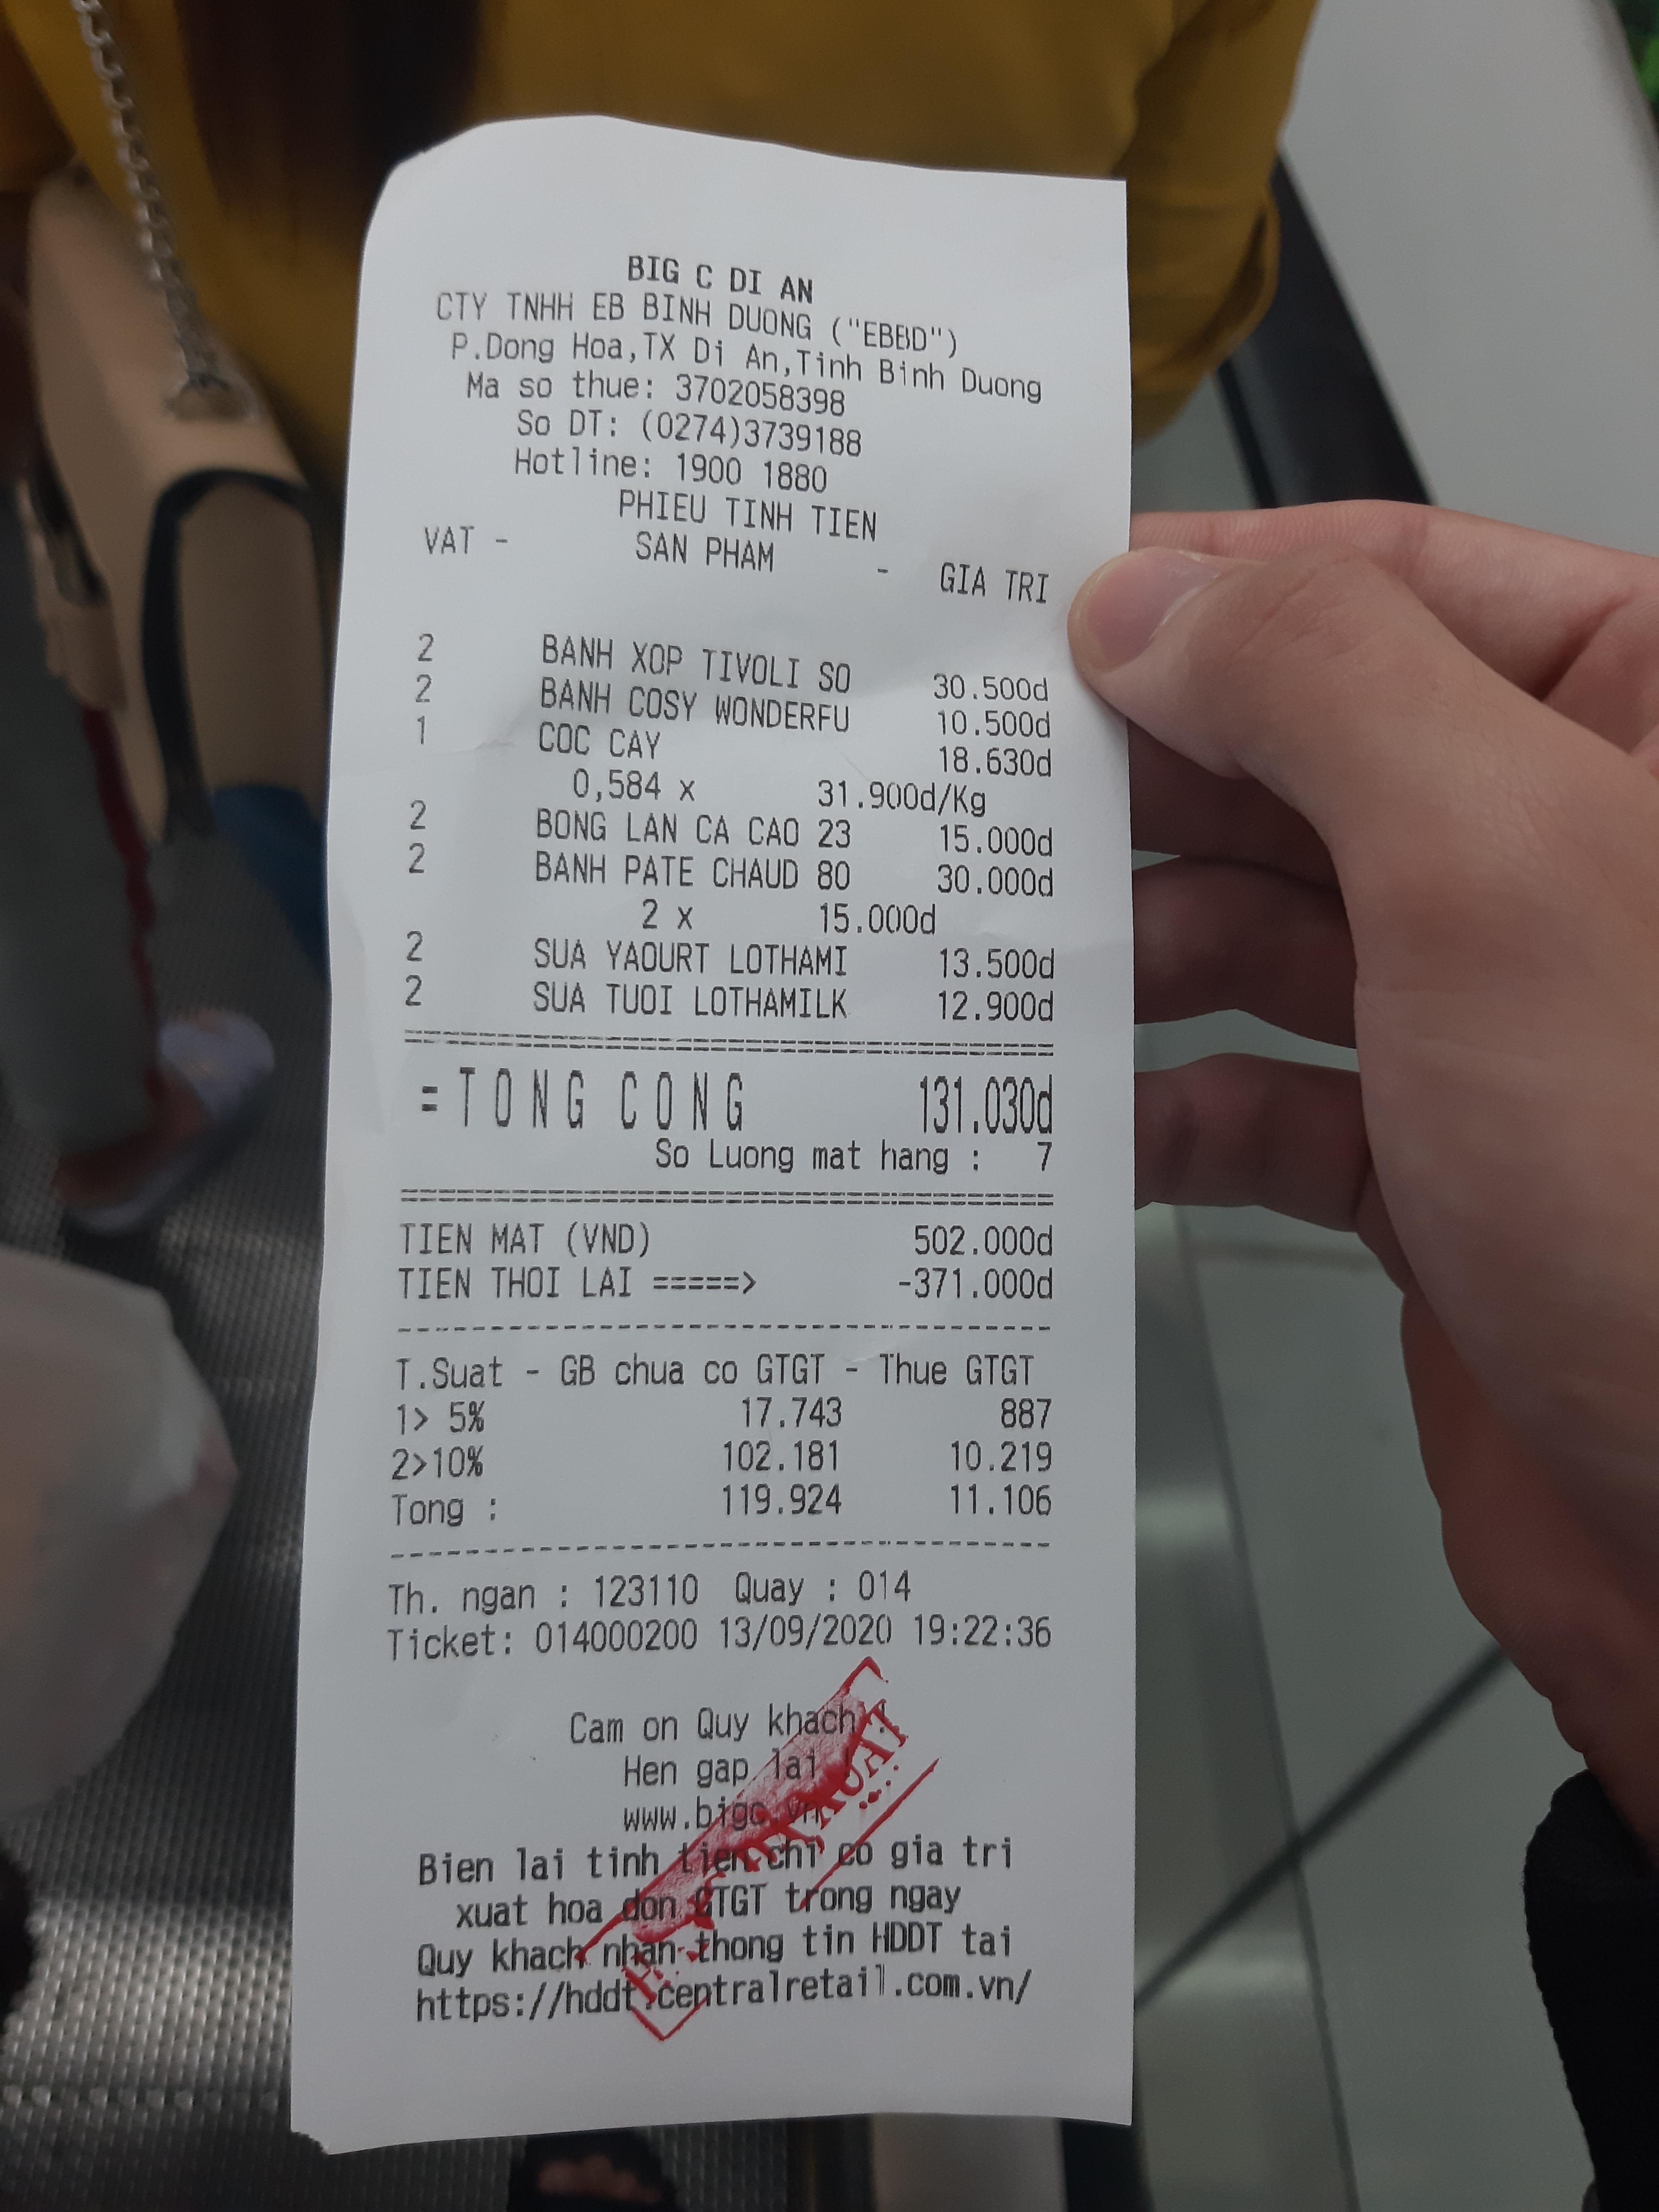 BIG C DI AN
CTY TNHH EB BINH DUONG ("EBBD")
P.Dong Hoa,TX Di An,Tinh Binh Duong
Ma so thue: 3702058398
So DT: (0274)3739188
Hotline: 1900 1880
PHIEU TINH TIEN
VAT - SAN PHAM - GIA TRI
2 BANH XOP TIVOLI SO 30.500d
2 BANH COSY WONDERFU 10.500d
1 COC CAY 18.630d
0,584 x 31.900d/Kg
2 BONG LAN CA CAO 23 15.000d
2 BANH PATE CHAUD 80 30.000d
2 x 15.000d
2 SUA YAOURT LOTHAMI 13.500d
2 SUA TUOI LOTHAMILK 12.900d
==========================================
=TONG CONG 131.030d
So Luong mat hang : 7
==========================================
TIEN MAT (VND) 502.000d
TIEN THOI LAI =====> -371.000d
------------------------------------------
T.Suat - GB chua co GTGT - Thue GTGT
1> 5% 17.743 887
2>10% 102.181 10.219
Tong : 119.924 11.106
------------------------------------------
Th. ngan : 123110 Quay : 014
Ticket: 014000200 13/09/2020 19:22:36
Cam on Quy khach !
Hen gap lai !
www.bigc.vn
Bien lai tinh tien chi co gia tri
xuat hoa don GTGT trong ngay
Quy khach nhan thong tin HDDT tai
https://hddt.centralretail.com.vn/